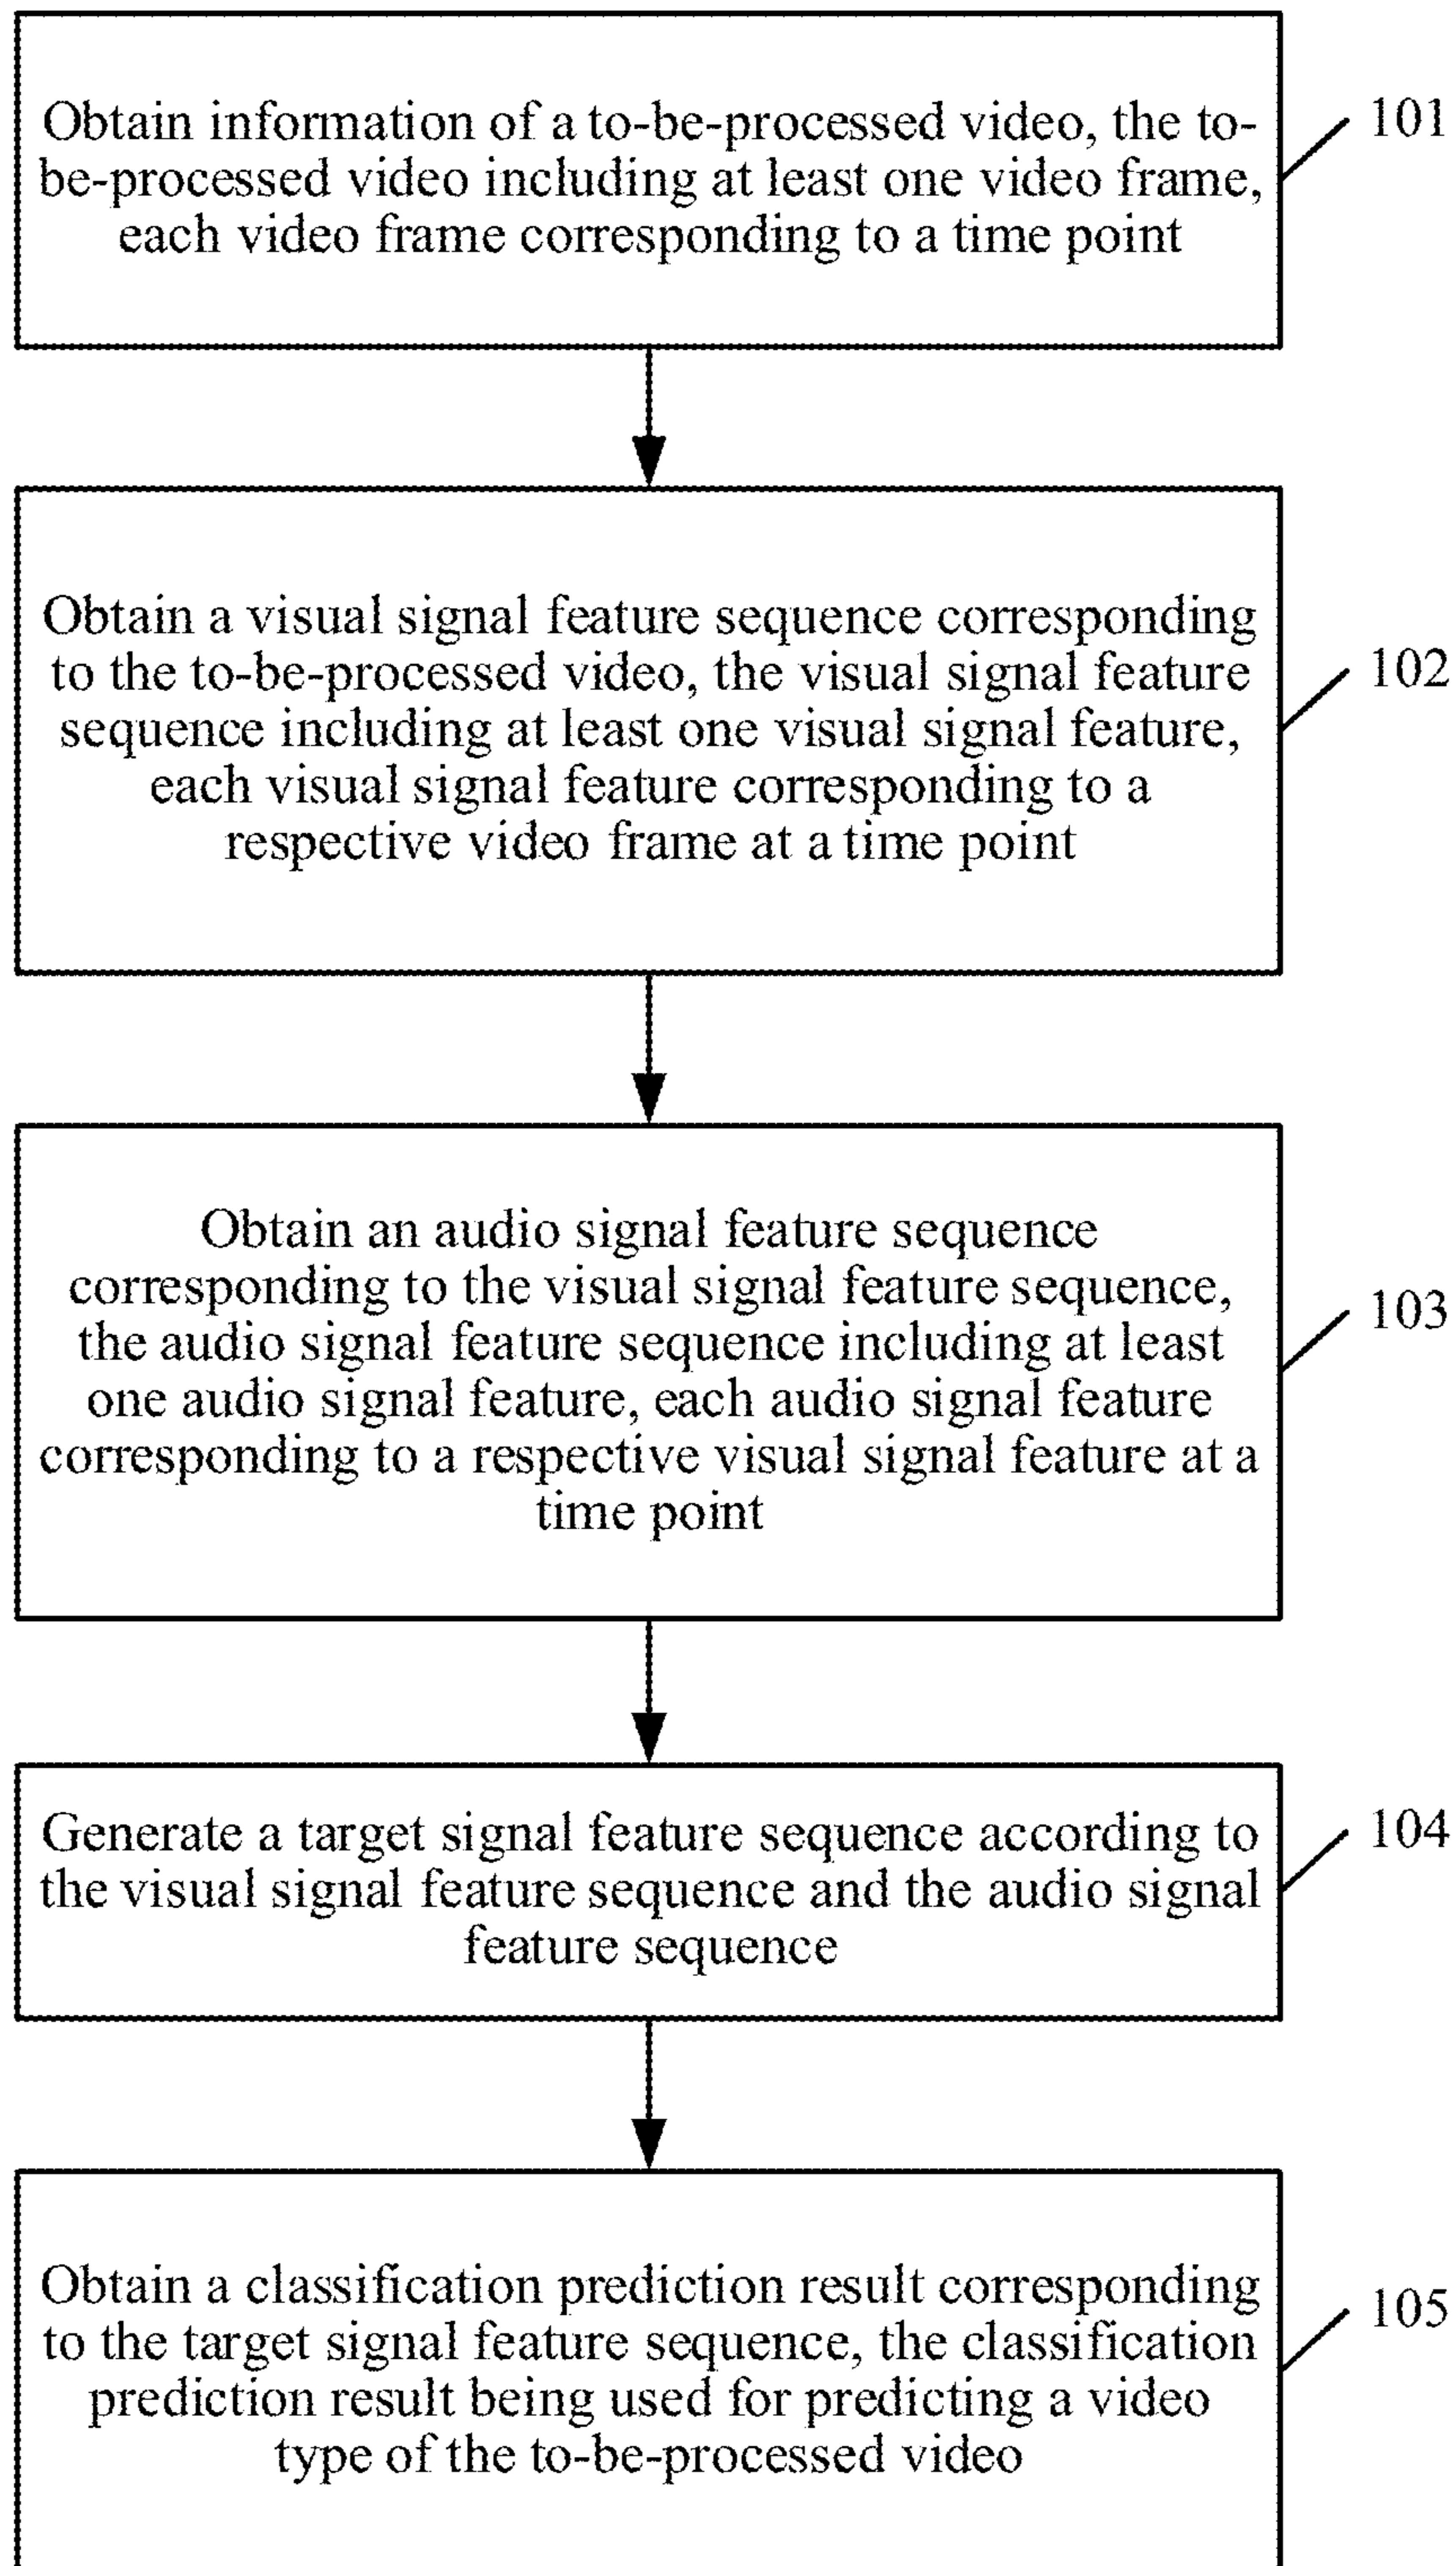 Obtain information of a to-be-processed video, the to-
be-processed video including at least one video frame,
each video frame corresponding to a time point
101
Obtain a visual signal feature sequence corresponding
to the to-be-processed video, the visual signal feature
sequence including at least one visual signal feature,
each visual signal feature corresponding to a
respective video frame at a time point
102
Obtain an audio signal feature sequence
corresponding to the visual signal feature sequence,
the audio signal feature sequence including at least
one audio signal feature, each audio signal feature
corresponding to a respective visual signal feature at a
time point
103
Generate a target signal feature sequence according to
the visual signal feature sequence and the audio signal
feature sequence
104
Obtain a classification prediction result corresponding
to the target signal feature sequence, the classification
prediction result being used for predicting a video
type of the to-be-processed video
105